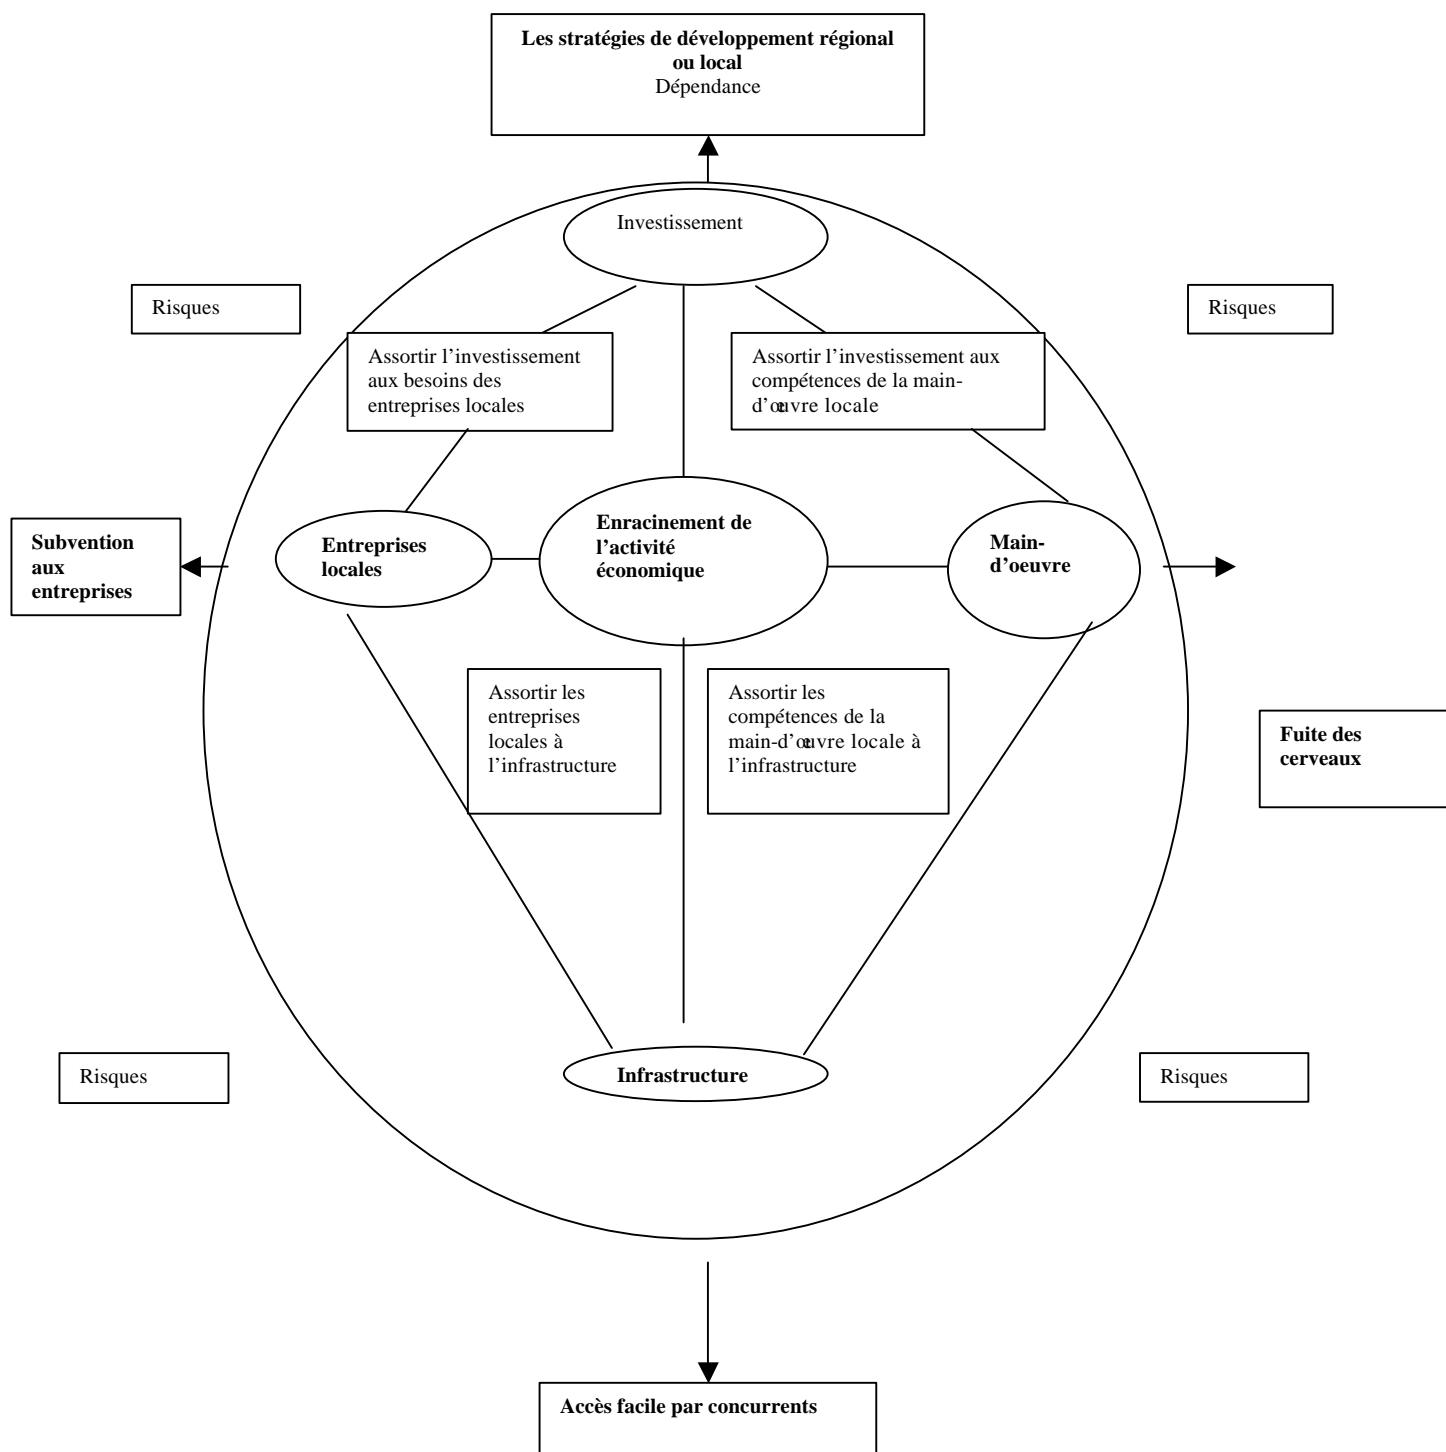 Les stratégies de développement régional
ou local
Dépendance
Investissement
Risques
Risques
Assortir l’investissement
aux besoins des
entreprises locales
Assortir l’investissement aux
compétences de la main-
d’œuvre locale
Subvention
aux
entreprises
Entreprises
locales
Enracinement de
l’activité
économique
Main-
d’oeuvre
Assortir les
entreprises
locales à
l’infrastructure
Assortir les
compétences de la
main-d’œuvre locale à
l’infrastructure
Fuite des
cerveaux
Risques
Infrastructure
Risques
Accès facile par concurrents